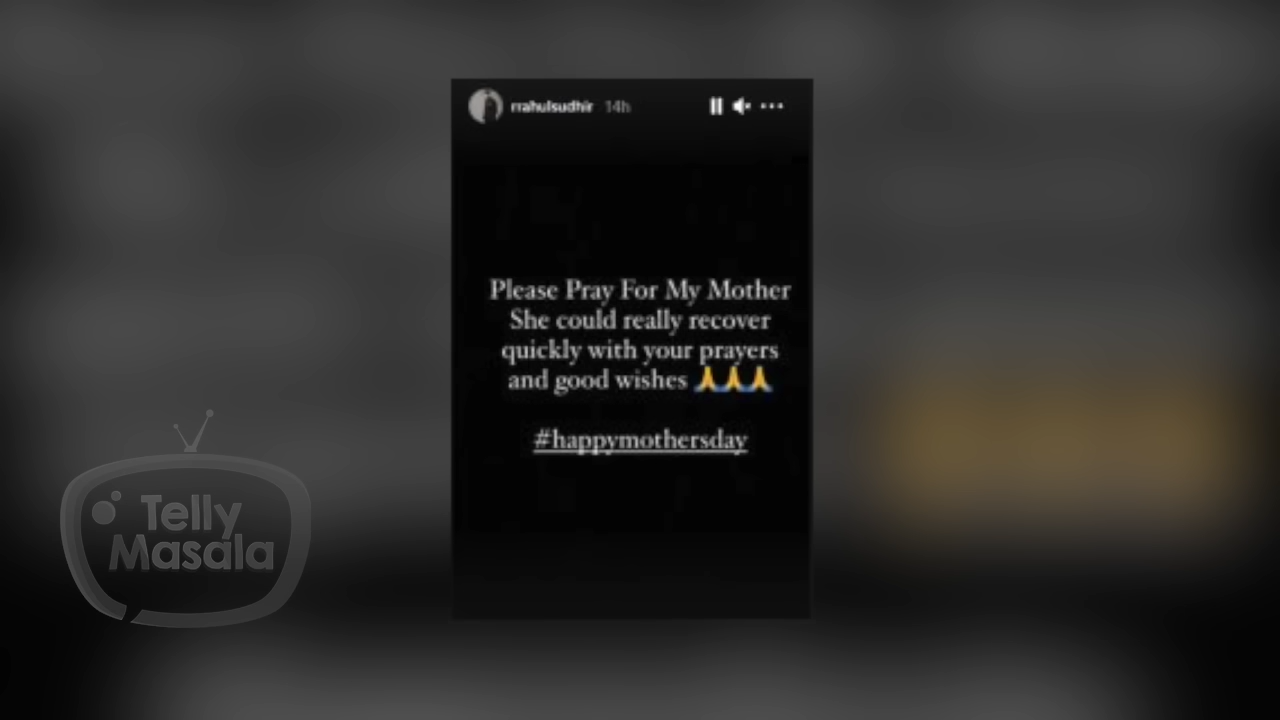 rrahulsudhir 14h
Please Pray For My Mother
She could really recover
quickly with your prayers
and good wishes 🙏🙏🙏
#happymothersday
Telly
Masala